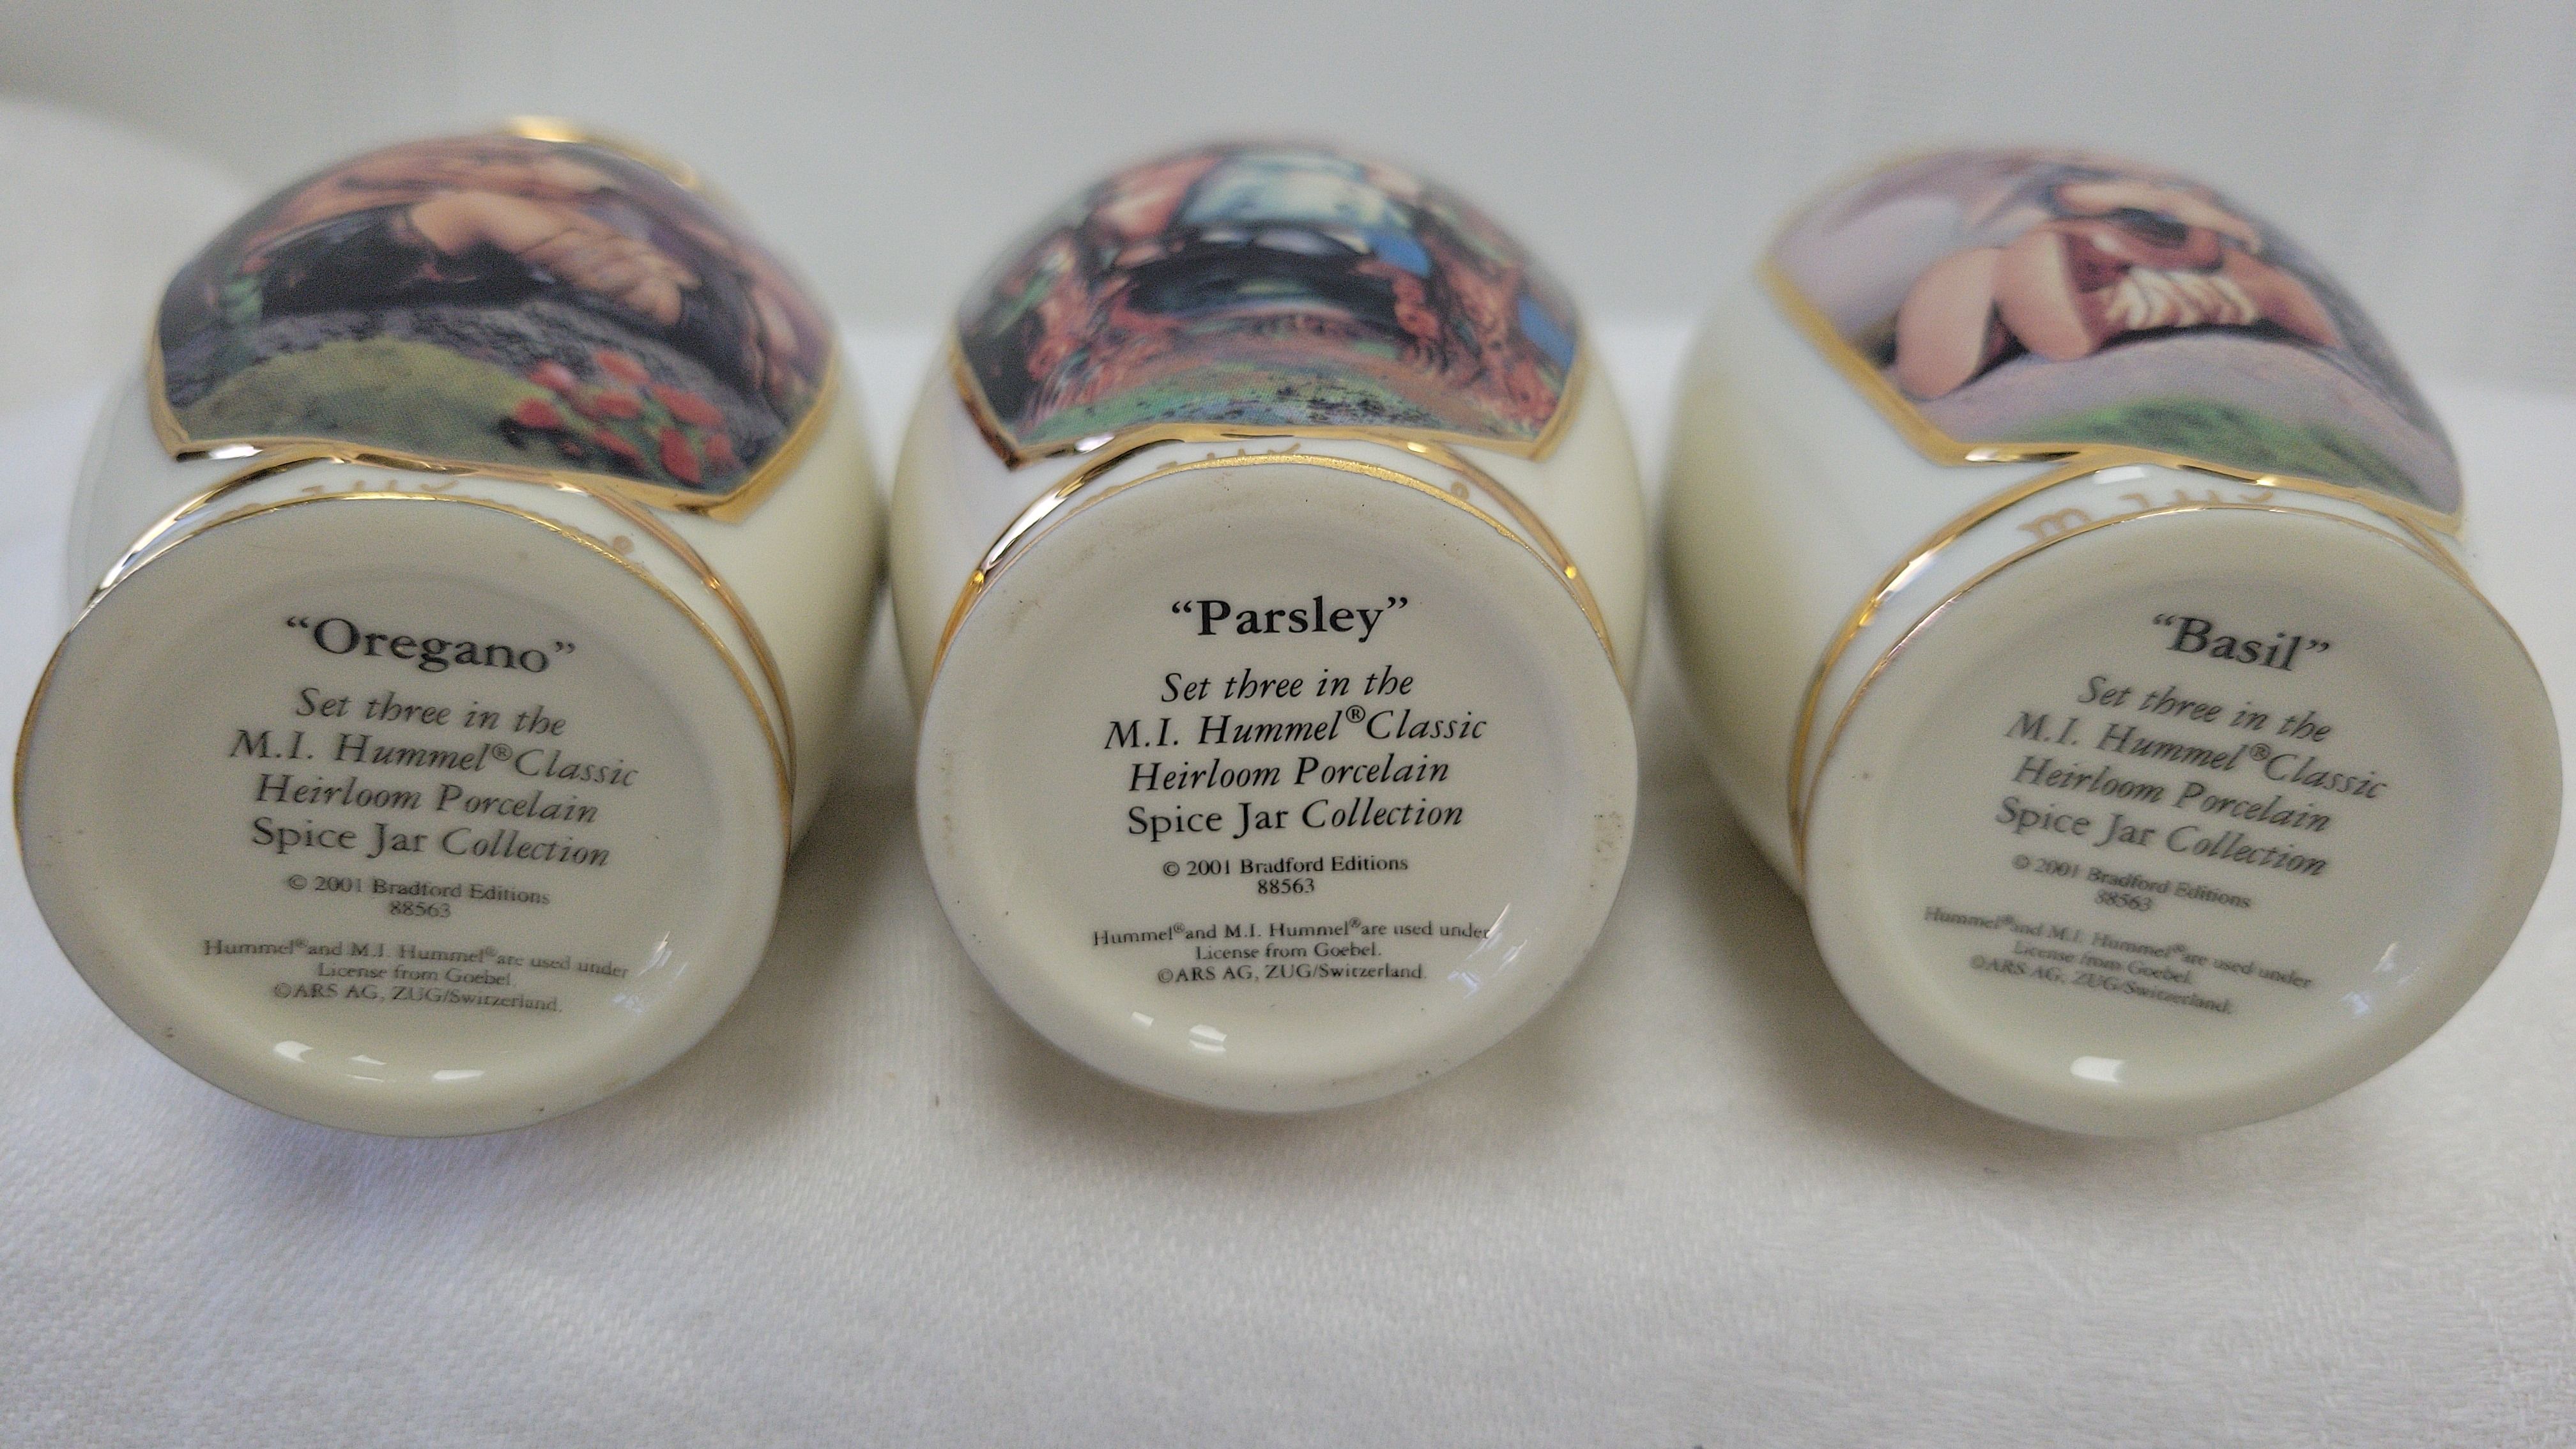 “Oregano”
Set three in the
M.I. Hummel®Classic
Heirloom Porcelain
Spice Jar Collection
© 2001 Bradford Editions
88563
Hummel®and M.I. Hummel®are used under
License from Goebel.
©ARS AG, ZUG/Switzerland.
“Parsley”
Set three in the
M.I. Hummel®Classic
Heirloom Porcelain
Spice Jar Collection
© 2001 Bradford Editions
88563
Hummel®and M.I. Hummel®are used under
License from Goebel.
©ARS AG, ZUG/Switzerland.
“Basil”
Set three in the
M.I. Hummel®Classic
Heirloom Porcelain
Spice Jar Collection
© 2001 Bradford Editions
88563
Hummel®and M.I. Hummel®are used under
License from Goebel.
©ARS AG, ZUG/Switzerland.